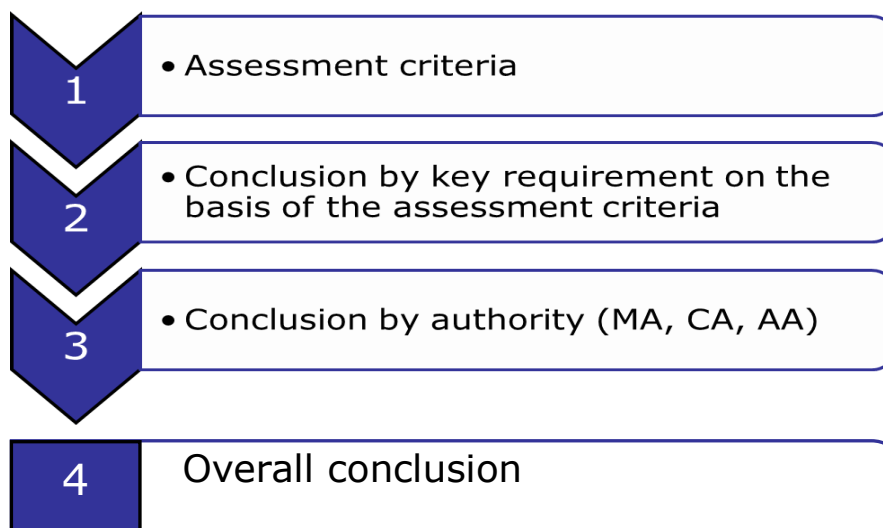 1
• Assessment criteria
2
• Conclusion by key requirement on the
basis of the assessment criteria
3
• Conclusion by authority (MA, CA, AA)
4
Overall conclusion